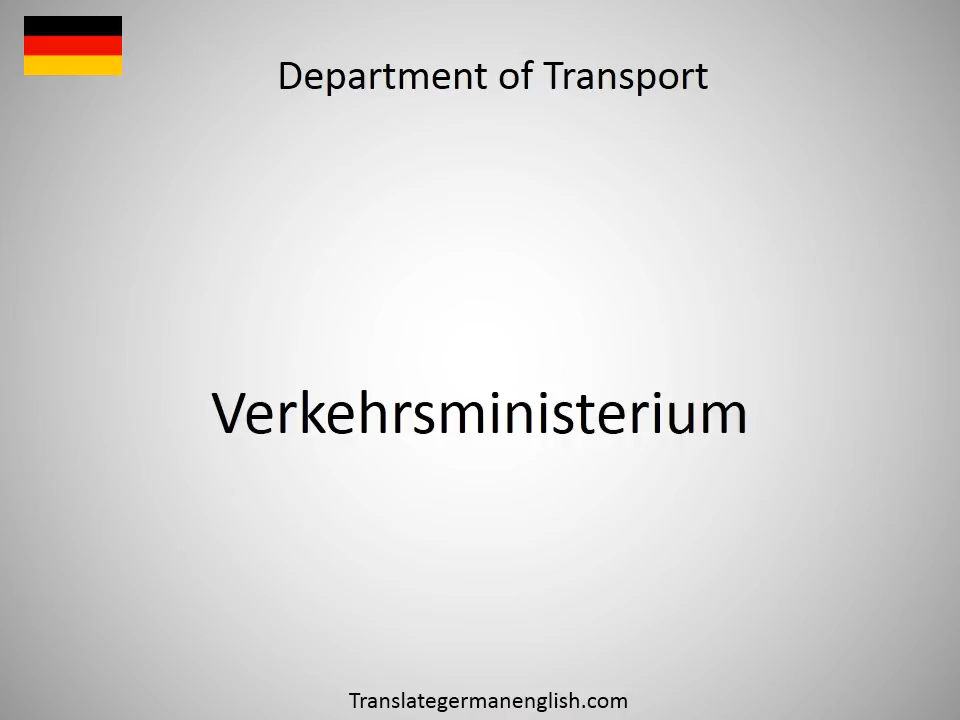 Department of Transport
Verkehrsministerium
Translategermanenglish.com